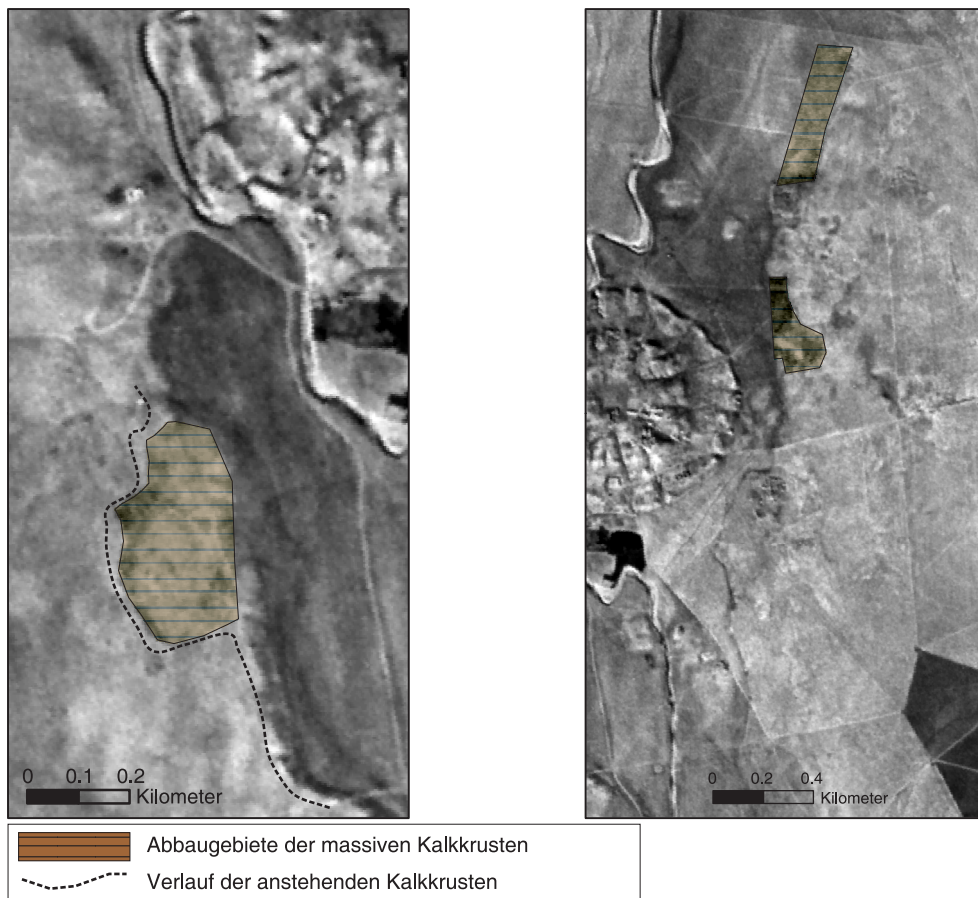 0 0.1 0.2
Kilometer
0 0.2 0.4
Kilometer
Abbaugebiete der massiven Kalkkrusten
Verlauf der anstehenden Kalkkrusten